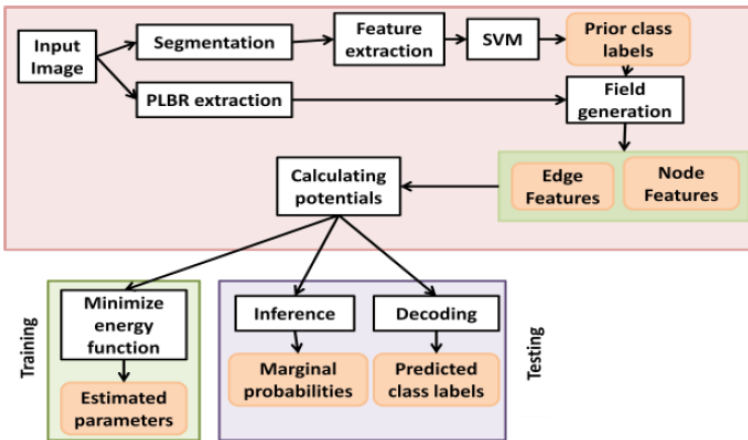 Input
Image
Segmentation
Feature
extraction
SVM
Prior class
labels
PLBR extraction
Field
generation
Calculating
potentials
Edge
Features
Node
Features
Training
Minimize
energy
function
Estimated
parameters
Inference
Decoding
Marginal
probabilities
Predicted
class labels
Testing